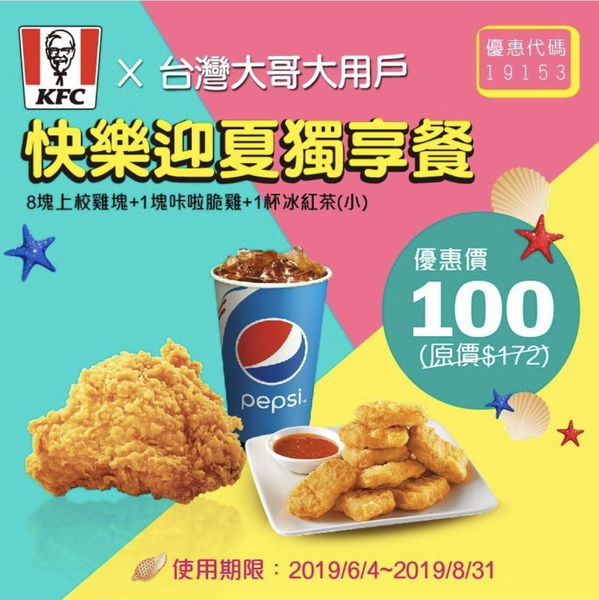 KFC × 台灣大哥大用戶
優惠代碼
19153
快樂迎夏獨享餐
8塊上校雞塊+1塊咔啦脆雞+1杯冰紅茶(小)
優惠價
100
(原價$172)
pepsi
使用期限：2019/6/4~2019/8/31